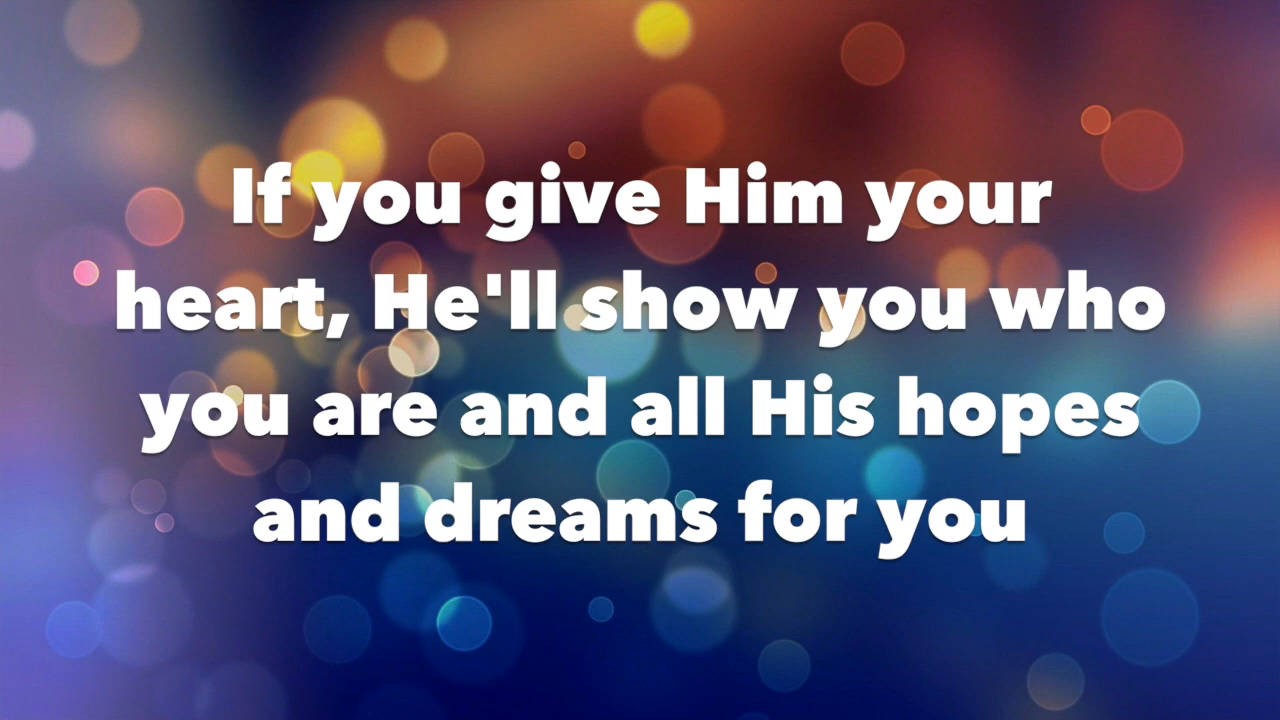 If you give Him your
heart, He'll show you who
you are and all His hopes
and dreams for you